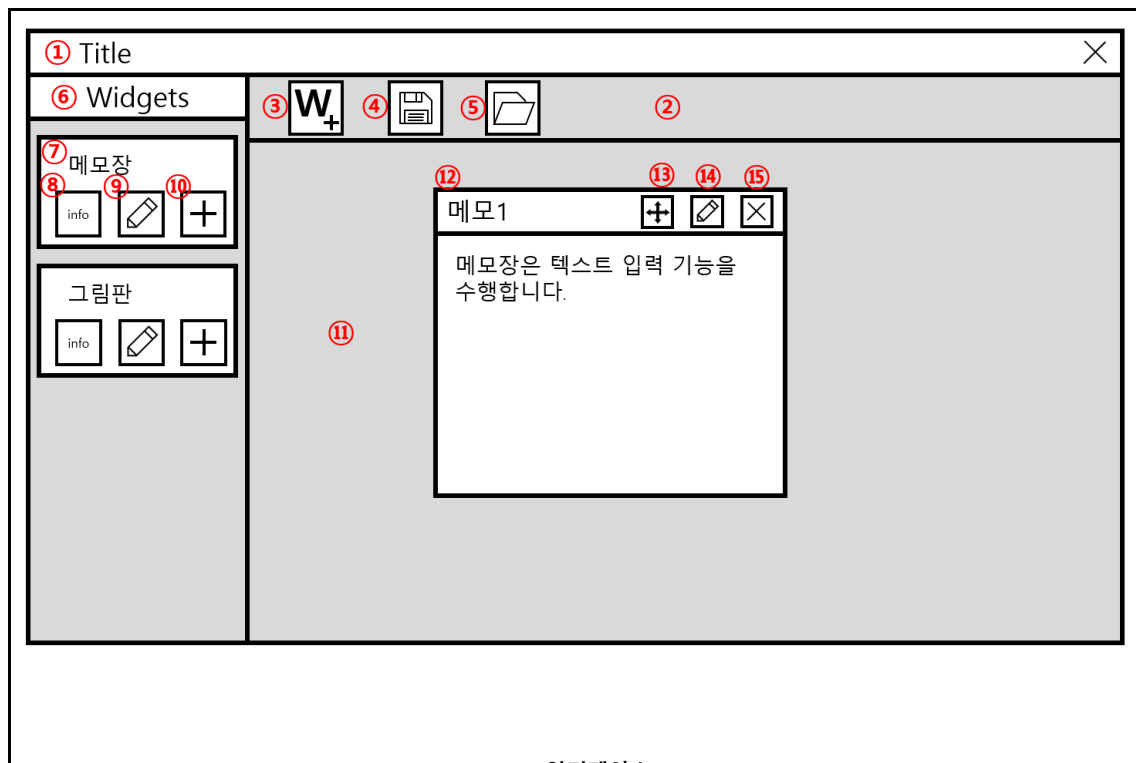 ① Title
⑥ Widgets
③ W+ ④ ⑤ ②
⑦ 메모장
⑧ ⑨ ⑩
info
그림판
info
⑪
⑫ ⑬ ⑭ ⑮
메모1
메모장은 텍스트 입력 기능을
수행합니다.